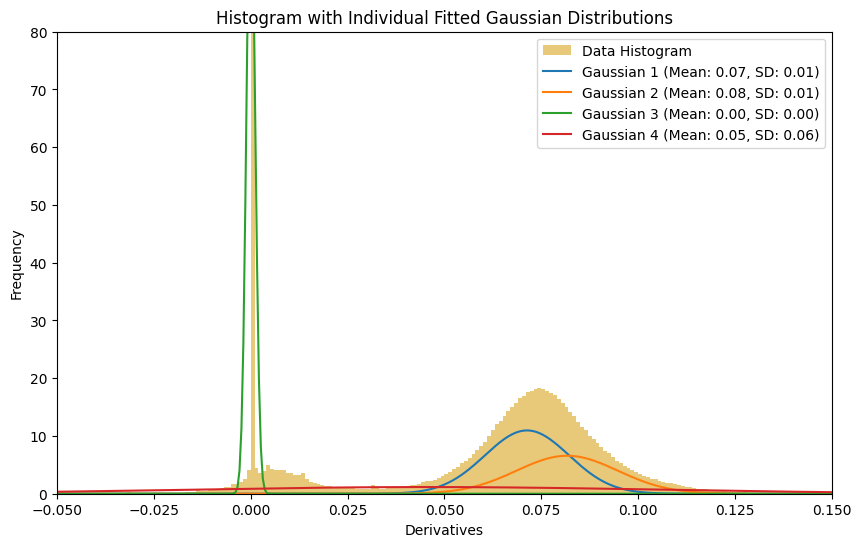 Histogram with Individual Fitted Gaussian Distributions
80
70
60
50
40
30
20
10
0
Frequency
Data Histogram
Gaussian 1 (Mean: 0.07, SD: 0.01)
Gaussian 2 (Mean: 0.08, SD: 0.01)
Gaussian 3 (Mean: 0.00, SD: 0.00)
Gaussian 4 (Mean: 0.05, SD: 0.06)
−0.050 −0.025 0.000 0.025 0.050 0.075 0.100 0.125 0.150
Derivatives